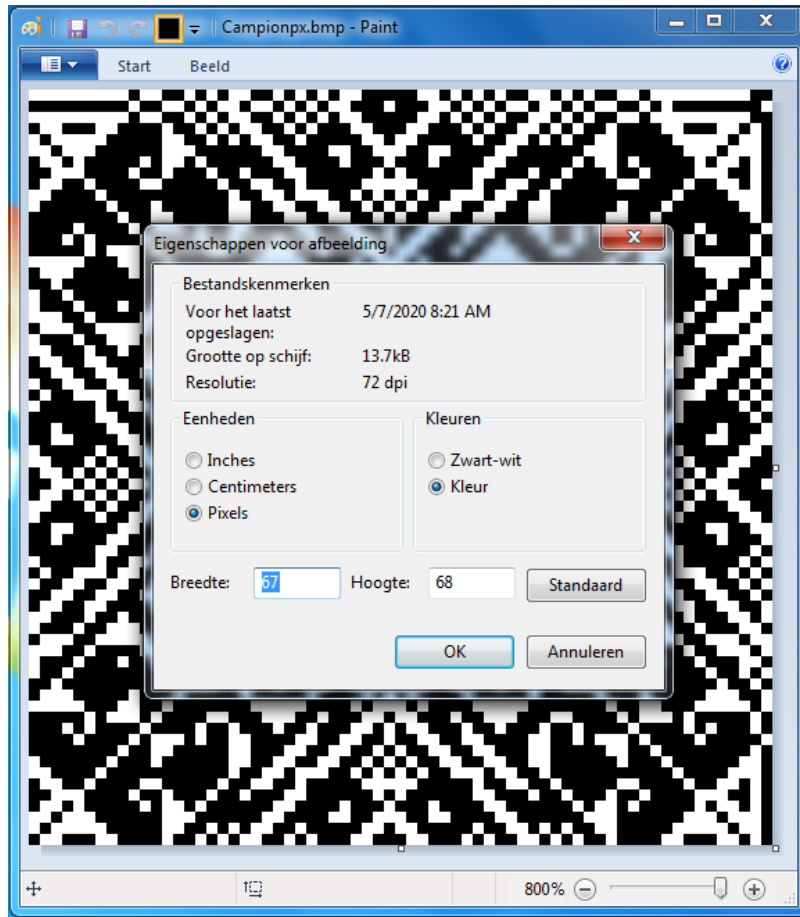 Campionpx.bmp - Paint
Start Beeld
Eigenschappen voor afbeelding
Bestandskenmerken
Voor het laatst opgeslagen: 5/7/2020 8:21 AM
Grootte op schijf: 13.7kB
Resolutie: 72 dpi
Eenheden
Inches
Centimeters
Pixels
Kleuren
Zwart-wit
Kleur
Breedte: 67 Hoogte: 68 Standaard
OK Annuleren
800%